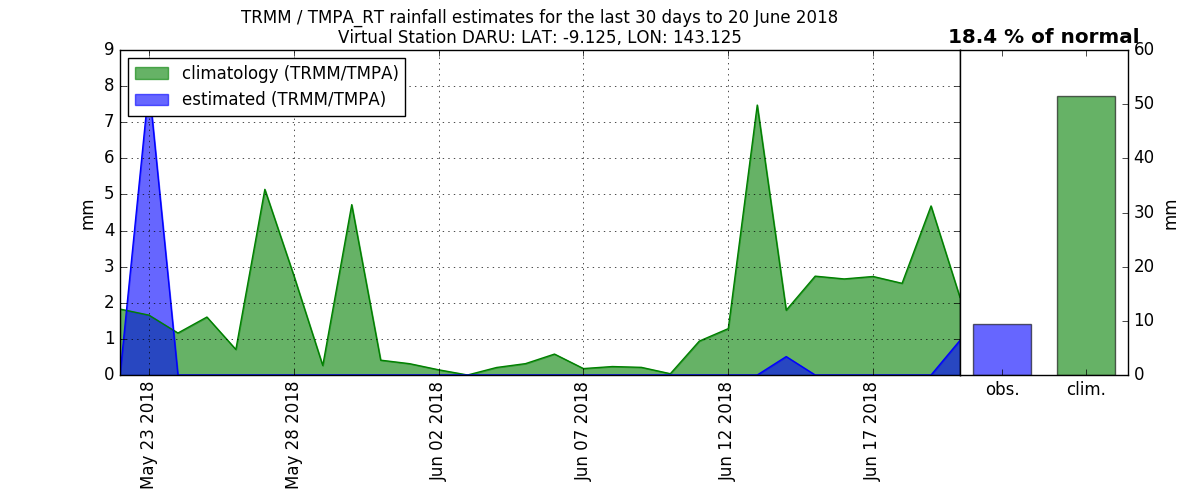 TRMM / TMPA_RT rainfall estimates for the last 30 days to 20 June 2018
Virtual Station DARU: LAT: -9.125, LON: 143.125
18.4 % of normal
climatology (TRMM/TMPA)
estimated (TRMM/TMPA)
mm
9
8
7
6
5
4
3
2
1
0
May 23 2018
May 28 2018
Jun 02 2018
Jun 07 2018
Jun 12 2018
Jun 17 2018
60
50
40
30
20
10
0
mm
obs.
clim.